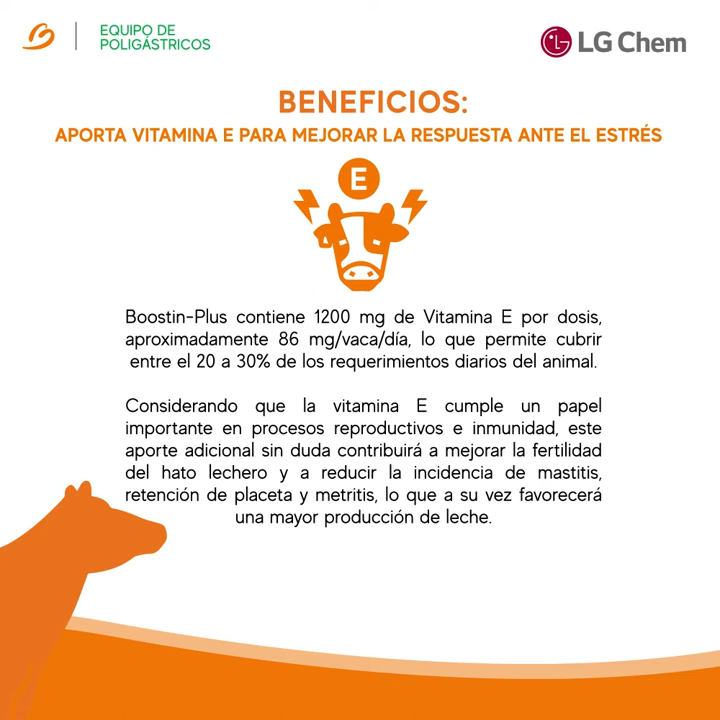 EQUIPO DE
POLIGÁSTRICOS
LG Chem
BENEFICIOS:
APORTA VITAMINA E PARA MEJORAR LA RESPUESTA ANTE EL ESTRÉS
E
Boostin-Plus contiene 1200 mg de Vitamina E por dosis,
aproximadamente 86 mg/vaca/día, lo que permite cubrir
entre el 20 a 30% de los requerimientos diarios del animal.
Considerando que la vitamina E cumple un papel
importante en procesos reproductivos e inmunidad, este
aporte adicional sin duda contribuirá a mejorar la fertilidad
del hato lechero y a reducir la incidencia de mastitis,
retención de placeta y metritis, lo que a su vez favorecerá
una mayor producción de leche.